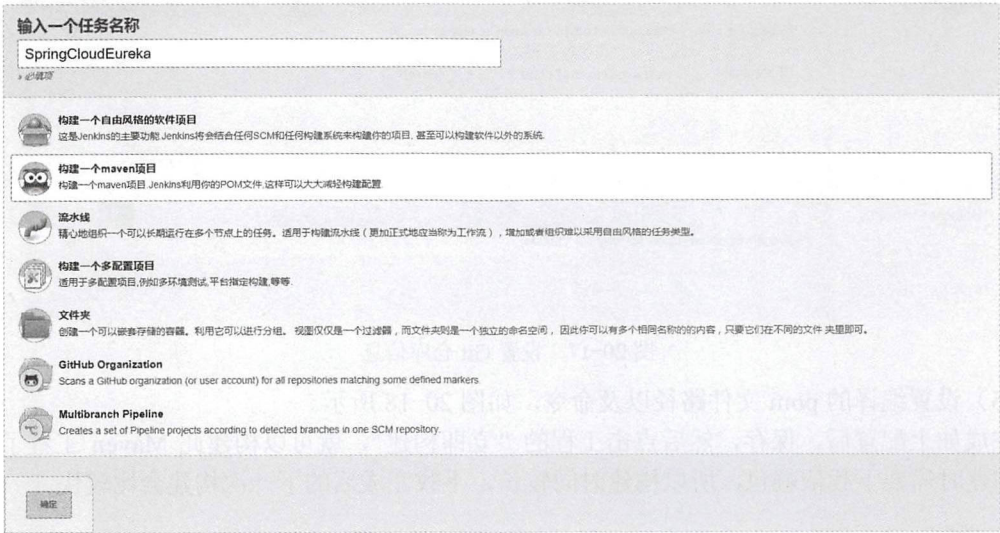 输入一个任务名称
SpringCloudEureka
» 必填项
构建一个自由风格的软件项目
这是Jenkins的主要功能.Jenkins将会结合任何SCM和任何构建系统来构建你的项目, 甚至可以构建软件以外的系统.
构建一个maven项目
构建一个maven项目.Jenkins利用你的POM文件,这样可以大大减轻构建配置.
流水线
精心地组织一个可以长期运行在多个节点上的任务。适用于构建流水线（更加正式地应当称为工作流），增加或者组织难以采用自由风格的任务类型。
构建一个多配置项目
适用于多配置项目,例如多环境测试,平台指定构建,等等.
文件夹
创建一个可以嵌套存储的容器。利用它可以进行分组。 视图仅仅是一个过滤器，而文件夹则是一个独立的命名空间， 因此你可以有多个相同名称的的内容，只要它们在不同的文件 夹里即可。
GitHub Organization
Scans a GitHub organization (or user account) for all repositories matching some defined markers.
Multibranch Pipeline
Creates a set of Pipeline projects according to detected branches in one SCM repository.
确定